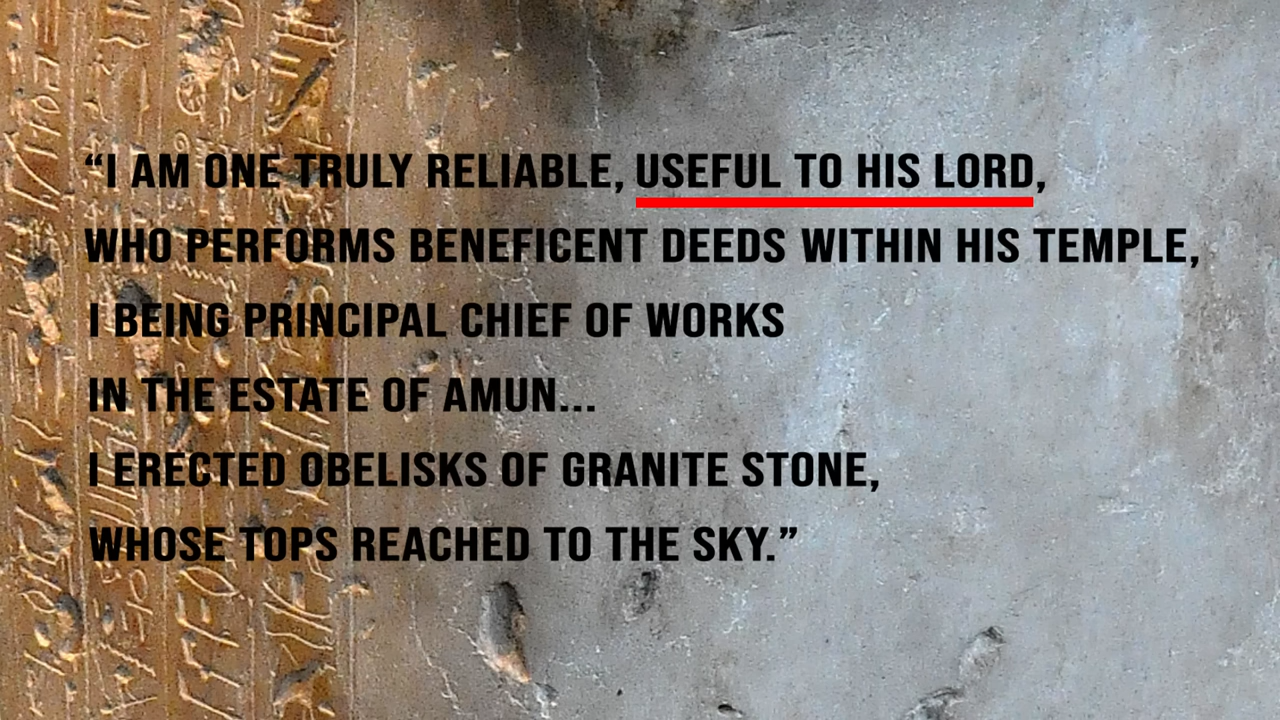 “I AM ONE TRULY RELIABLE, USEFUL TO HIS LORD,
WHO PERFORMS BENEFICENT DEEDS WITHIN HIS TEMPLE,
I BEING PRINCIPAL CHIEF OF WORKS
IN THE ESTATE OF AMUN...
I ERECTED OBELISKS OF GRANITE STONE,
WHOSE TOPS REACHED TO THE SKY.”